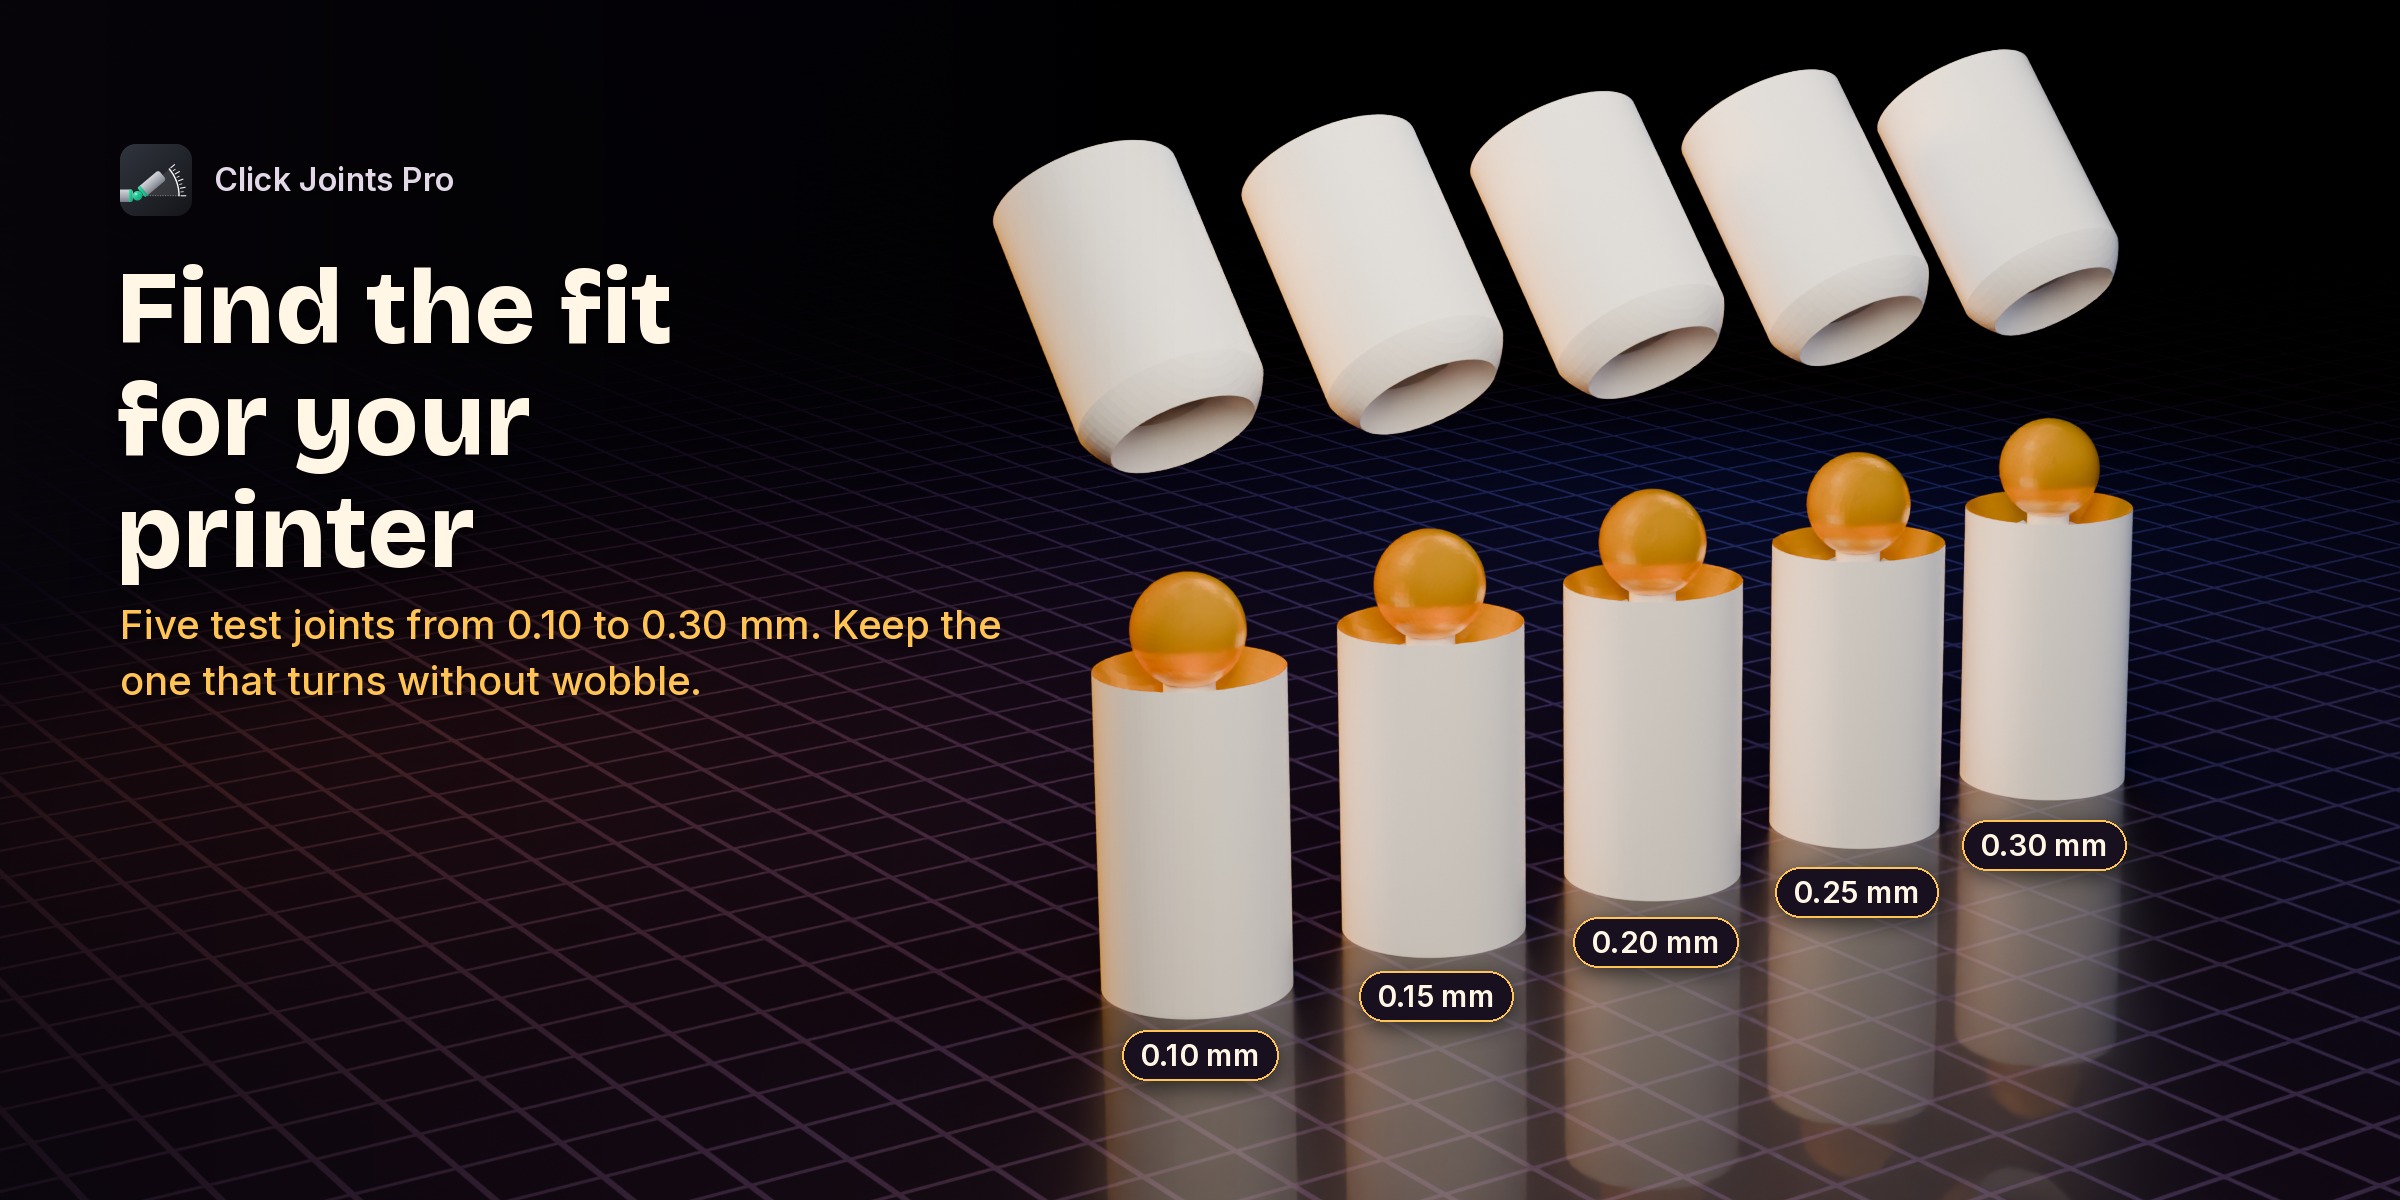 Click Joints Pro
Find the fit
for your
printer
Five test joints from 0.10 to 0.30 mm. Keep the
one that turns without wobble.
0.10 mm
0.15 mm
0.20 mm
0.25 mm
0.30 mm